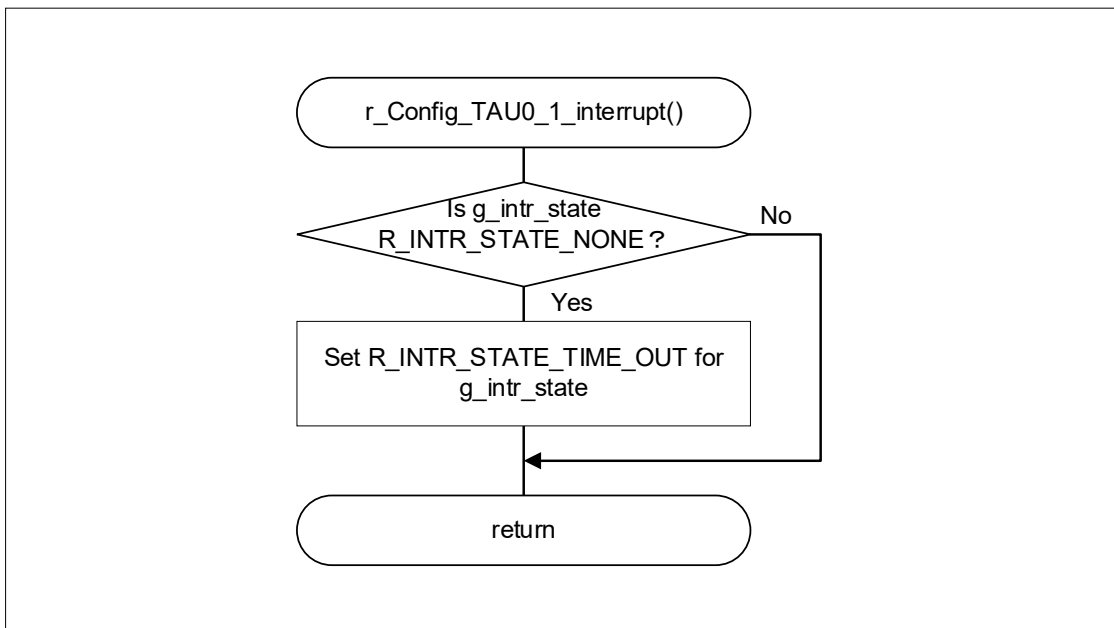 r_Config_TAU0_1_interrupt()
Is g_intr_state
R_INTR_STATE_NONE？
No
Yes
Set R_INTR_STATE_TIME_OUT for
g_intr_state
return